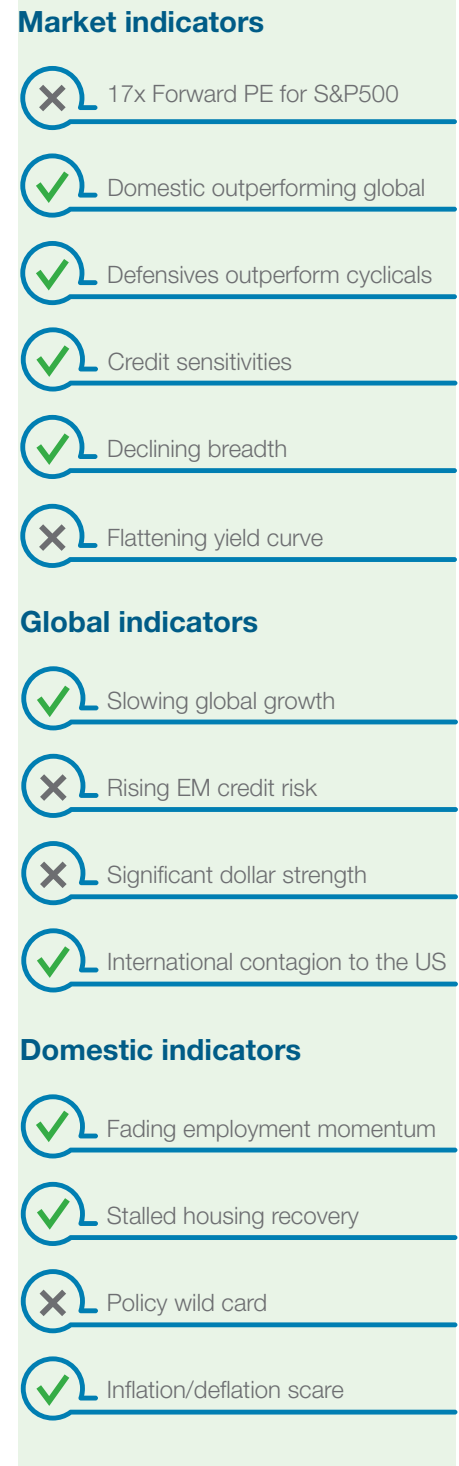 Market indicators
17x Forward PE for S&P500
Domestic outperforming global
Defensives outperform cyclicals
Credit sensitivities
Declining breadth
Flattening yield curve
Global indicators
Slowing global growth
Rising EM credit risk
Significant dollar strength
International contagion to the US
Domestic indicators
Fading employment momentum
Stalled housing recovery
Policy wild card
Inflation/deflation scare